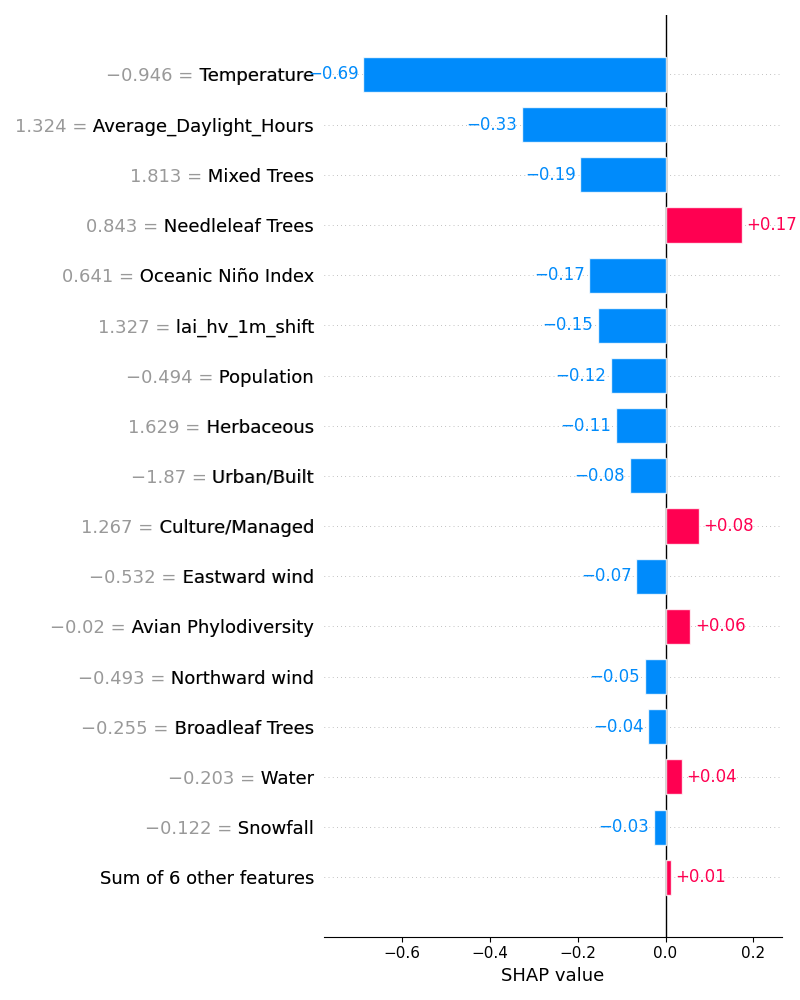 −0.946 = Temperature −0.69
1.324 = Average_Daylight_Hours −0.33
1.813 = Mixed Trees −0.19
0.843 = Needleleaf Trees +0.17
0.641 = Oceanic Niño Index −0.17
1.327 = lai_hv_1m_shift −0.15
−0.494 = Population −0.12
1.629 = Herbaceous −0.11
−1.87 = Urban/Built −0.08
1.267 = Culture/Managed +0.08
−0.532 = Eastward wind −0.07
−0.02 = Avian Phylodiversity +0.06
−0.493 = Northward wind −0.05
−0.255 = Broadleaf Trees −0.04
−0.203 = Water +0.04
−0.122 = Snowfall −0.03
Sum of 6 other features +0.01
−0.6 −0.4 −0.2 0.0 0.2
SHAP value